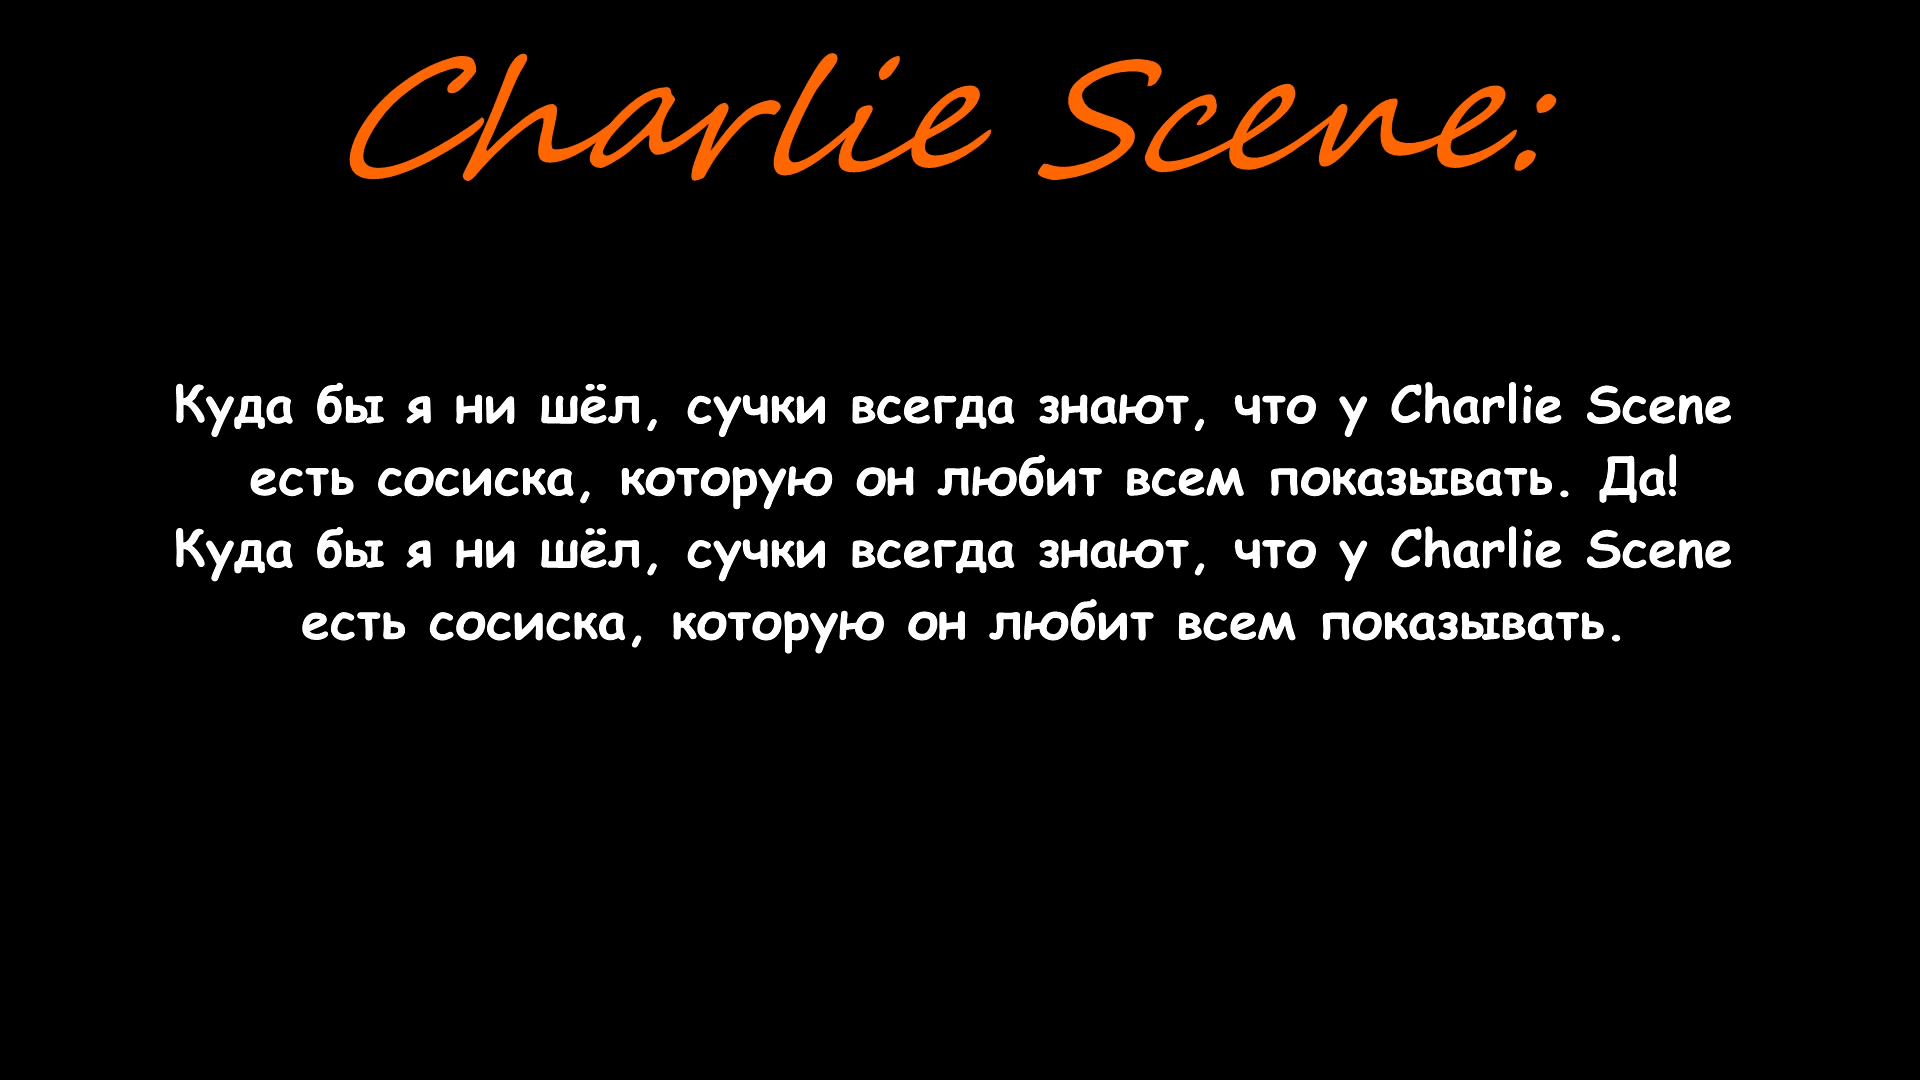 Charlie Scene:
Куда бы я ни шёл, сучки всегда знают, что у Charlie Scene
есть сосиска, которую он любит всем показывать. Да!
Куда бы я ни шёл, сучки всегда знают, что у Charlie Scene
есть сосиска, которую он любит всем показывать.